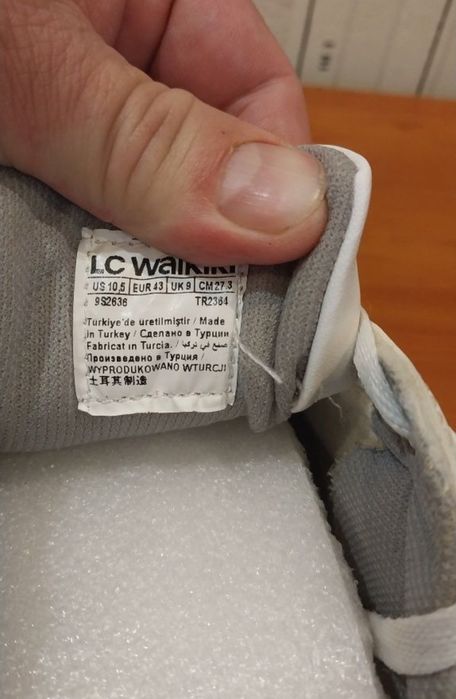 LC WAIKIKI
US 10,5 EUR 43 UK 9 CM 27.3
9S2636 TR2364
Türkiye'de üretilmiştir / Made
in Turkey / Сделано в Турции
Fabricat in Turcia. / صنع في تركيا
Произведено в Турция /
WYPRODUKOWANO WTURCJI
土耳其制造